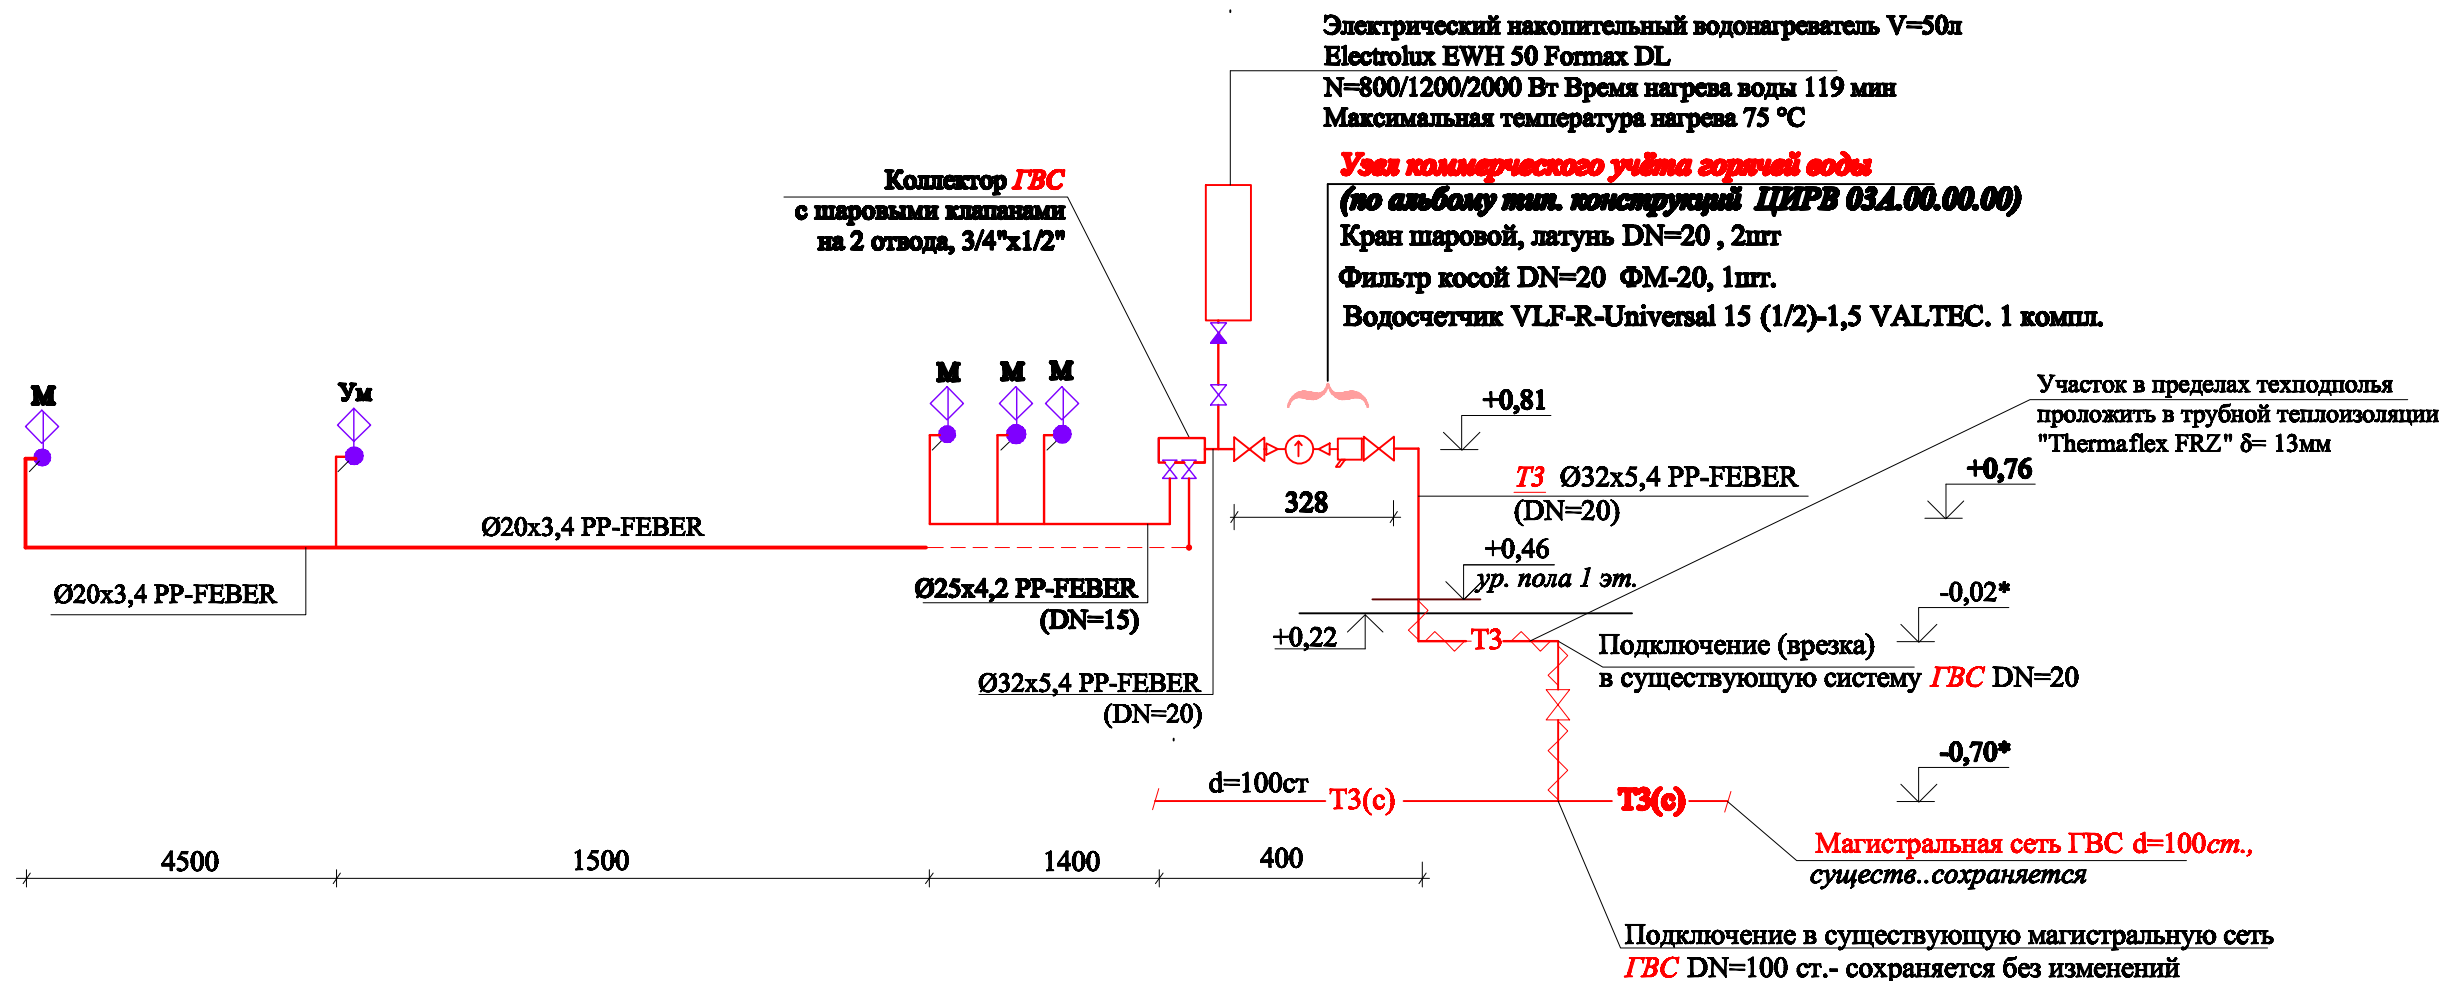 Электрический накопительный водонагреватель V=50л
Electrolux EWH 50 Formax DL
N=800/1200/2000 Вт Время нагрева воды 119 мин
Максимальная температура нагрева 75 °C
Узел коммерческого учёта горячей воды
(по альбому тип. конструкций ЦИРВ 03А.00.00.00)
Кран шаровой, латунь DN=20 , 2шт
Фильтр косой DN=20 ФМ-20, 1шт.
Водосчетчик VLF-R-Universal 15 (1/2)-1,5 VALTEC. 1 компл.
Коллектор ГВС
с шаровыми клапанами
на 2 отвода, 3/4"x1/2"
М
Ум
М
М
М
+0,81
Участок в пределах техподполья
проложить в трубной теплоизоляции
"Thermaflex FRZ" δ= 13мм
+0,76
Т3 Ø32x5,4 PP-FEBER
(DN=20)
328
Ø20x3,4 PP-FEBER
Ø20x3,4 PP-FEBER
Ø25x4,2 PP-FEBER
(DN=15)
+0,46
ур. пола 1 эт.
-0,02*
+0,22
Т3
Подключение (врезка)
в существующую систему ГВС DN=20
Ø32x5,4 PP-FEBER
(DN=20)
-0,70*
d=100ст
Т3(с)
Т3(с)
Магистральная сеть ГВС d=100ст.,
существ..сохраняется
4500
1500
1400
400
Подключение в существующую магистральную сеть
ГВС DN=100 ст.- сохраняется без изменений